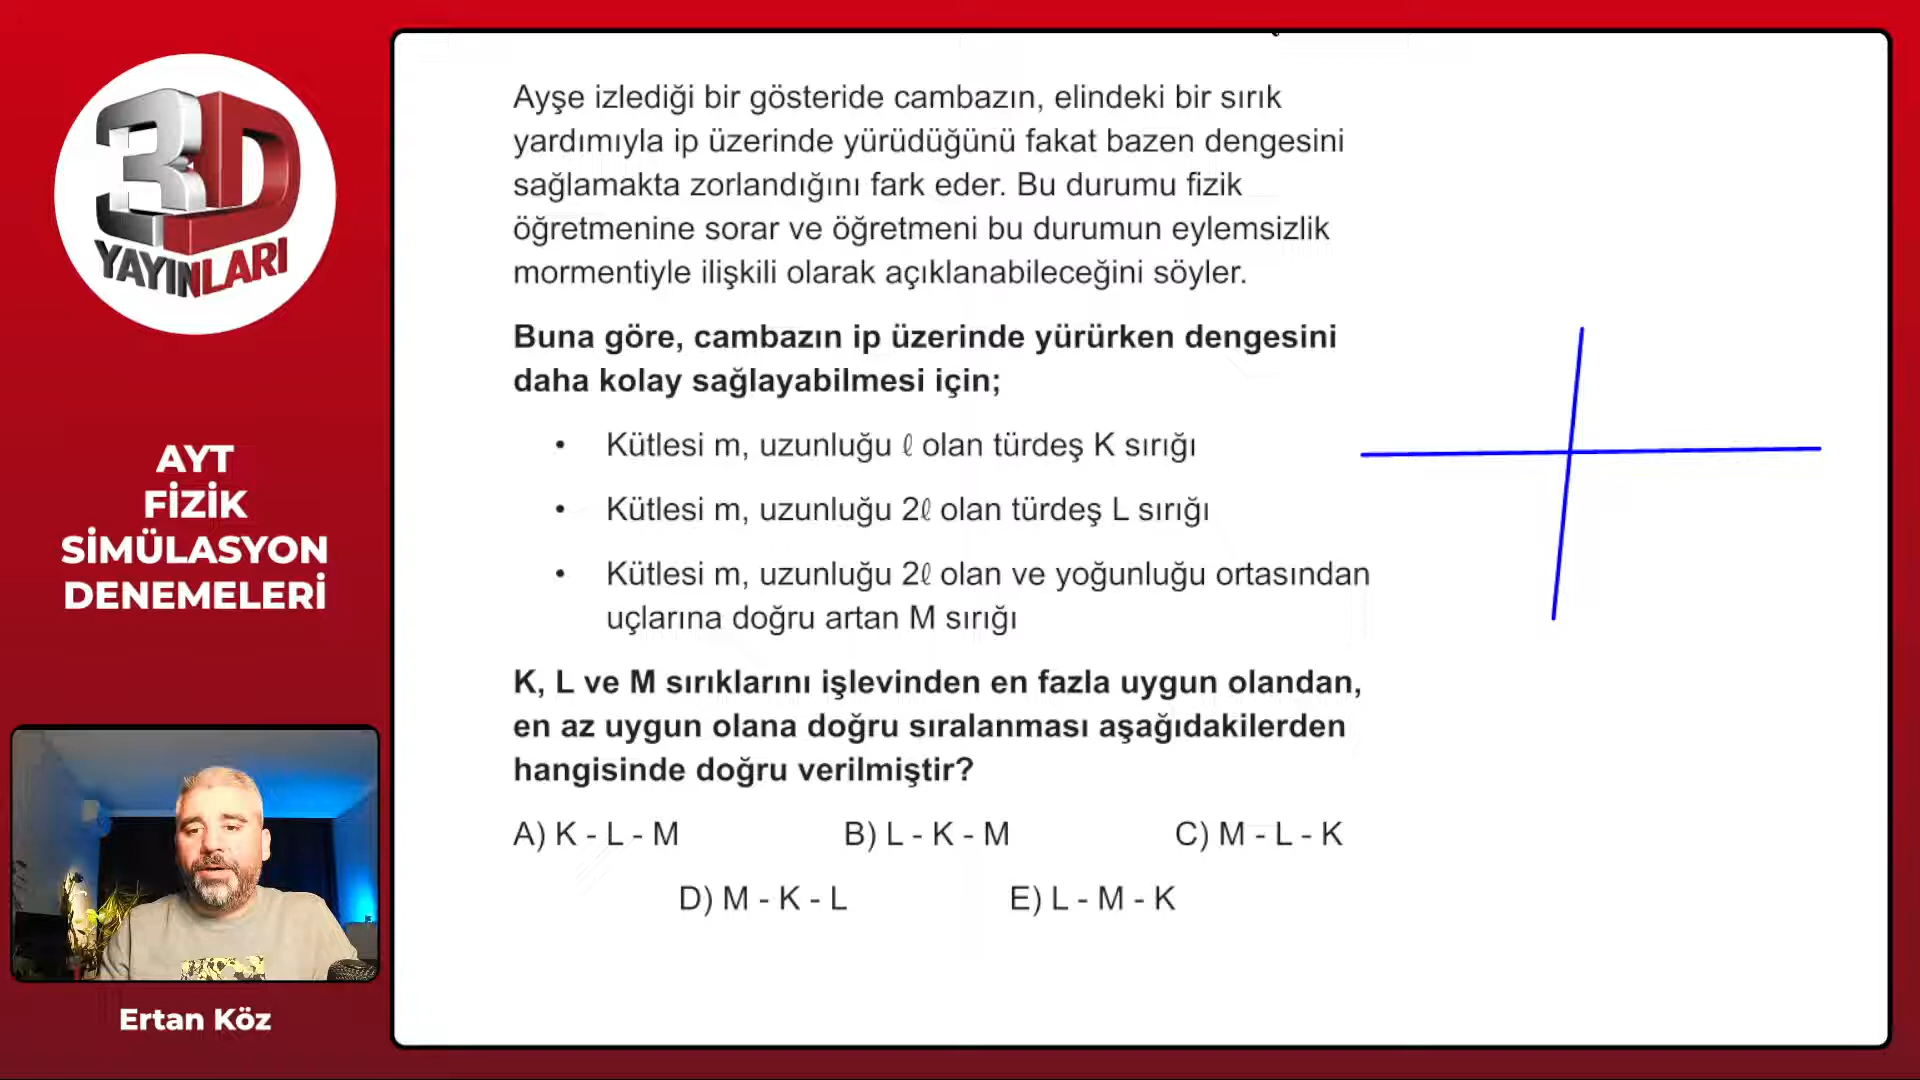 3D
YAYINLARI
AYT
FİZİK
SİMÜLASYON
DENEMELERİ
Ertan Köz
Ayşe izlediği bir gösteride cambazın, elindeki bir sırık
yardımıyla ip üzerinde yürüdüğünü fakat bazen dengesini
sağlamakta zorlandığını fark eder. Bu durumu fizik
öğretmenine sorar ve öğretmeni bu durumun eylemsizlik
mormentiyle ilişkili olarak açıklanabileceğini söyler.
Buna göre, cambazın ip üzerinde yürürken dengesini
daha kolay sağlayabilmesi için;
• Kütlesi m, uzunluğu ℓ olan türdeş K sırığı
• Kütlesi m, uzunluğu 2ℓ olan türdeş L sırığı
• Kütlesi m, uzunluğu 2ℓ olan ve yoğunluğu ortasından
uçlarına doğru artan M sırığı
K, L ve M sırıklarını işlevinden en fazla uygun olandan,
en az uygun olana doğru sıralanması aşağıdakilerden
hangisinde doğru verilmiştir?
A) K - L - M B) L - K - M C) M - L - K
D) M - K - L E) L - M - K